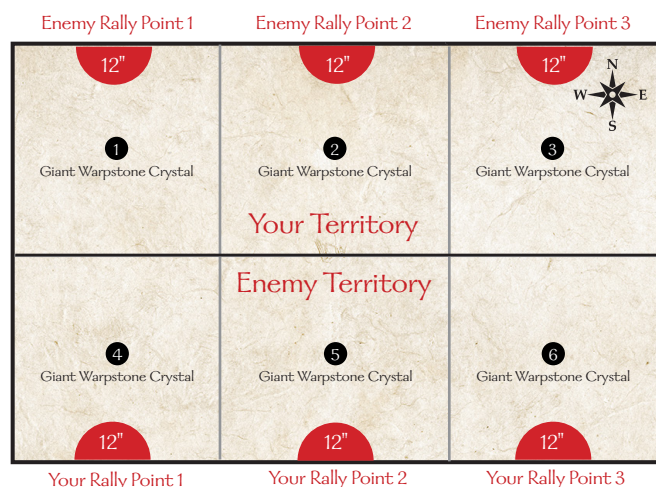 Enemy Rally Point 1
Enemy Rally Point 2
Enemy Rally Point 3
12"
12"
12"
N
W
E
S
1
Giant Warpstone Crystal
2
Giant Warpstone Crystal
3
Giant Warpstone Crystal
Your Territory
Enemy Territory
4
Giant Warpstone Crystal
5
Giant Warpstone Crystal
6
Giant Warpstone Crystal
12"
12"
12"
Your Rally Point 1
Your Rally Point 2
Your Rally Point 3